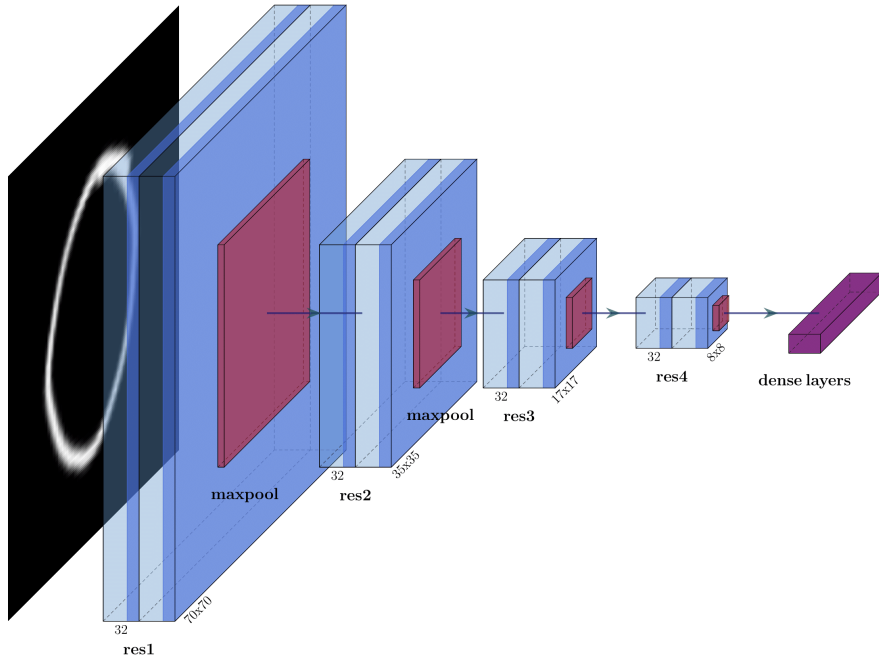 32
res1
70x70
maxpool
32
res2
35x35
maxpool
32
res3
17x17
32
res4
8x8
dense layers